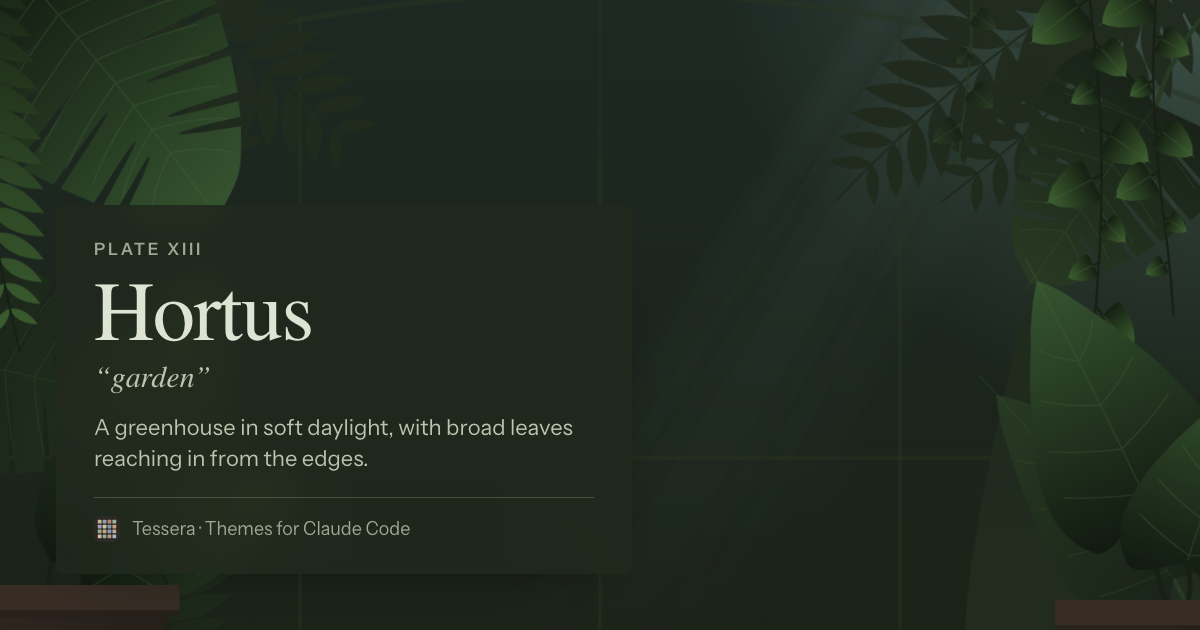 PLATE XIII
Hortus
“garden”
A greenhouse in soft daylight, with broad leaves
reaching in from the edges.
Tessera · Themes for Claude Code